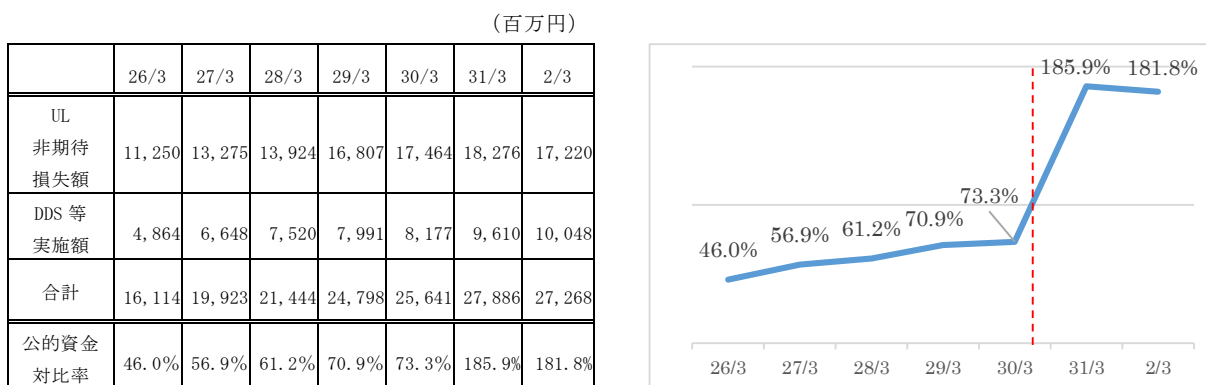 （百万円）
26/3 27/3 28/3 29/3 30/3 31/3 2/3
UL
非期待
損失額
11,250 13,275 13,924 16,807 17,464 18,276 17,220
DDS 等
実施額
4,864 6,648 7,520 7,991 8,177 9,610 10,048
合計
16,114 19,923 21,444 24,798 25,641 27,886 27,268
公的資金
対比率
46.0% 56.9% 61.2% 70.9% 73.3% 185.9% 181.8%
185.9% 181.8%
73.3%
70.9%
61.2%
56.9%
46.0%
26/3 27/3 28/3 29/3 30/3 31/3 2/3